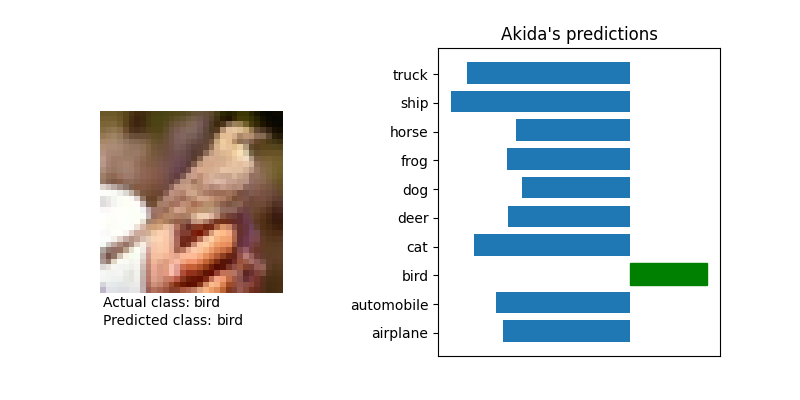 Akida's predictions
truck
ship
horse
frog
dog
deer
cat
bird
automobile
airplane
Actual class: bird
Predicted class: bird